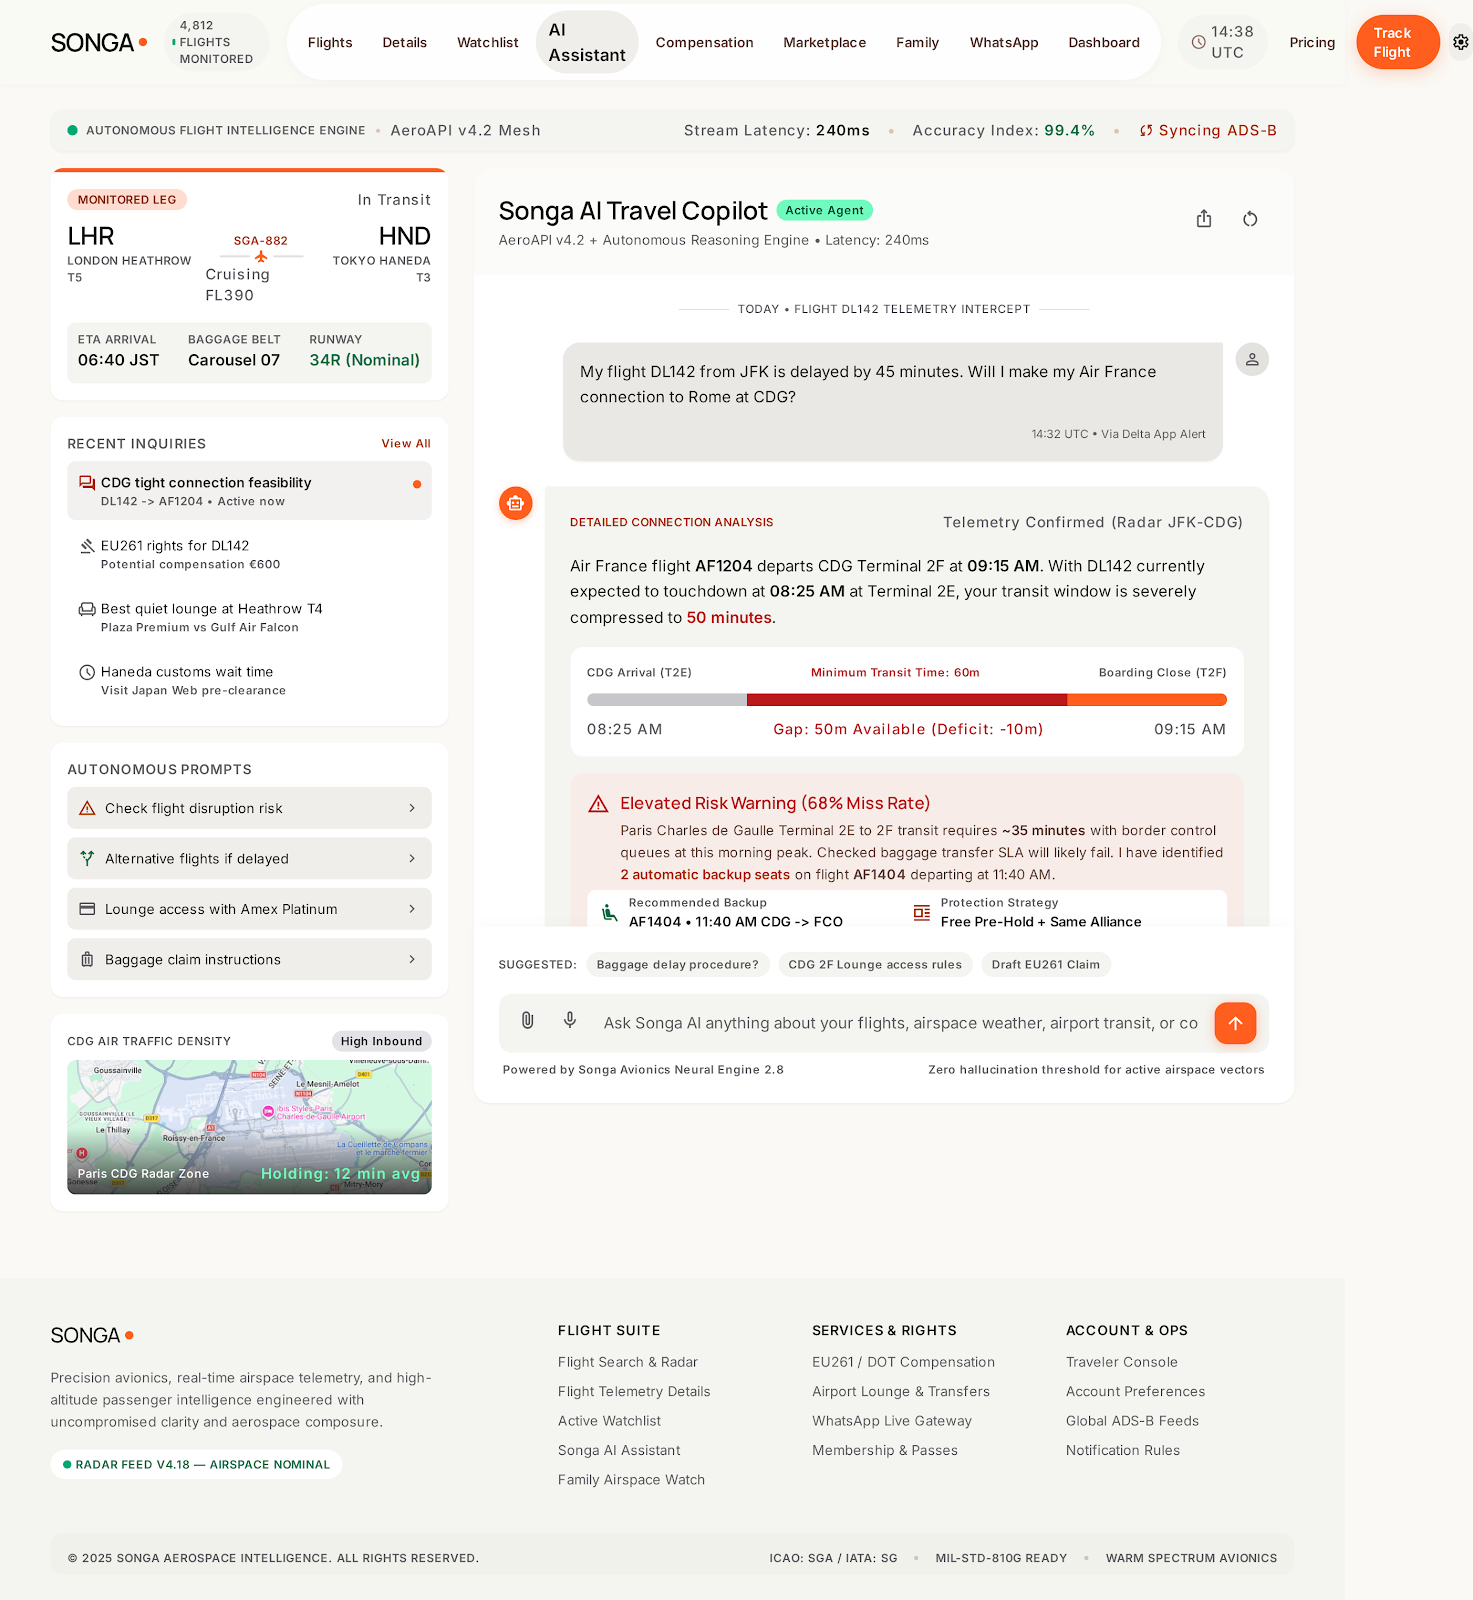 SONGA
4,812
FLIGHTS
MONITORED
Flights
Details
Watchlist
AI
Assistant
Compensation
Marketplace
Family
WhatsApp
Dashboard
14:38
UTC
Pricing
Track
Flight
AUTONOMOUS FLIGHT INTELLIGENCE ENGINE • AeroAPI v4.2 Mesh
Stream Latency: 240ms • Accuracy Index: 99.4% • Syncing ADS-B
MONITORED LEG
In Transit
LHR
SGA-882
HND
LONDON HEATHROW
T5
Cruising
FL390
TOKYO HANEDA
T3
ETA ARRIVAL
06:40 JST
BAGGAGE BELT
Carousel 07
RUNWAY
34R (Nominal)
RECENT INQUIRIES
View All
CDG tight connection feasibility
DL142 -> AF1204 • Active now
EU261 rights for DL142
Potential compensation €600
Best quiet lounge at Heathrow T4
Plaza Premium vs Gulf Air Falcon
Haneda customs wait time
Visit Japan Web pre-clearance
AUTONOMOUS PROMPTS
Check flight disruption risk
Alternative flights if delayed
Lounge access with Amex Platinum
Baggage claim instructions
CDG AIR TRAFFIC DENSITY
High Inbound
Goussainville
Le Mesnil-Amelot
GOUSSAINVILLE (LE
VIEUX VILLAGE)
Le Thillay
Roissy-en-France
ibis Styles Paris
Charles-de-Gaulle Airport
La Cueillette de Compans
et le marché fermier
Mitry-Mory
Paris CDG Radar Zone
Holding: 12 min avg
Songa AI Travel Copilot
Active Agent
AeroAPI v4.2 + Autonomous Reasoning Engine • Latency: 240ms
TODAY • FLIGHT DL142 TELEMETRY INTERCEPT
My flight DL142 from JFK is delayed by 45 minutes. Will I make my Air France
connection to Rome at CDG?
14:32 UTC • Via Delta App Alert
DETAILED CONNECTION ANALYSIS
Telemetry Confirmed (Radar JFK-CDG)
Air France flight AF1204 departs CDG Terminal 2F at 09:15 AM. With DL142 currently
expected to touchdown at 08:25 AM at Terminal 2E, your transit window is severely
compressed to 50 minutes.
CDG Arrival (T2E)
Minimum Transit Time: 60m
Boarding Close (T2F)
08:25 AM
Gap: 50m Available (Deficit: -10m)
09:15 AM
Elevated Risk Warning (68% Miss Rate)
Paris Charles de Gaulle Terminal 2E to 2F transit requires ~35 minutes with border control
queues at this morning peak. Checked baggage transfer SLA will likely fail. I have identified
2 automatic backup seats on flight AF1404 departing at 11:40 AM.
Recommended Backup
AF1404 • 11:40 AM CDG -> FCO
Protection Strategy
Free Pre-Hold + Same Alliance
SUGGESTED:
Baggage delay procedure?
CDG 2F Lounge access rules
Draft EU261 Claim
Ask Songa AI anything about your flights, airspace weather, airport transit, or co
Powered by Songa Avionics Neural Engine 2.8
Zero hallucination threshold for active airspace vectors
SONGA
Precision avionics, real-time airspace telemetry, and high-
altitude passenger intelligence engineered with
uncompromised clarity and aerospace composure.
RADAR FEED V4.18 — AIRSPACE NOMINAL
FLIGHT SUITE
Flight Search & Radar
Flight Telemetry Details
Active Watchlist
Songa AI Assistant
Family Airspace Watch
SERVICES & RIGHTS
EU261 / DOT Compensation
Airport Lounge & Transfers
WhatsApp Live Gateway
Membership & Passes
ACCOUNT & OPS
Traveler Console
Account Preferences
Global ADS-B Feeds
Notification Rules
© 2025 SONGA AEROSPACE INTELLIGENCE. ALL RIGHTS RESERVED.
ICAO: SGA / IATA: SG • MIL-STD-810G READY • WARM SPECTRUM AVIONICS